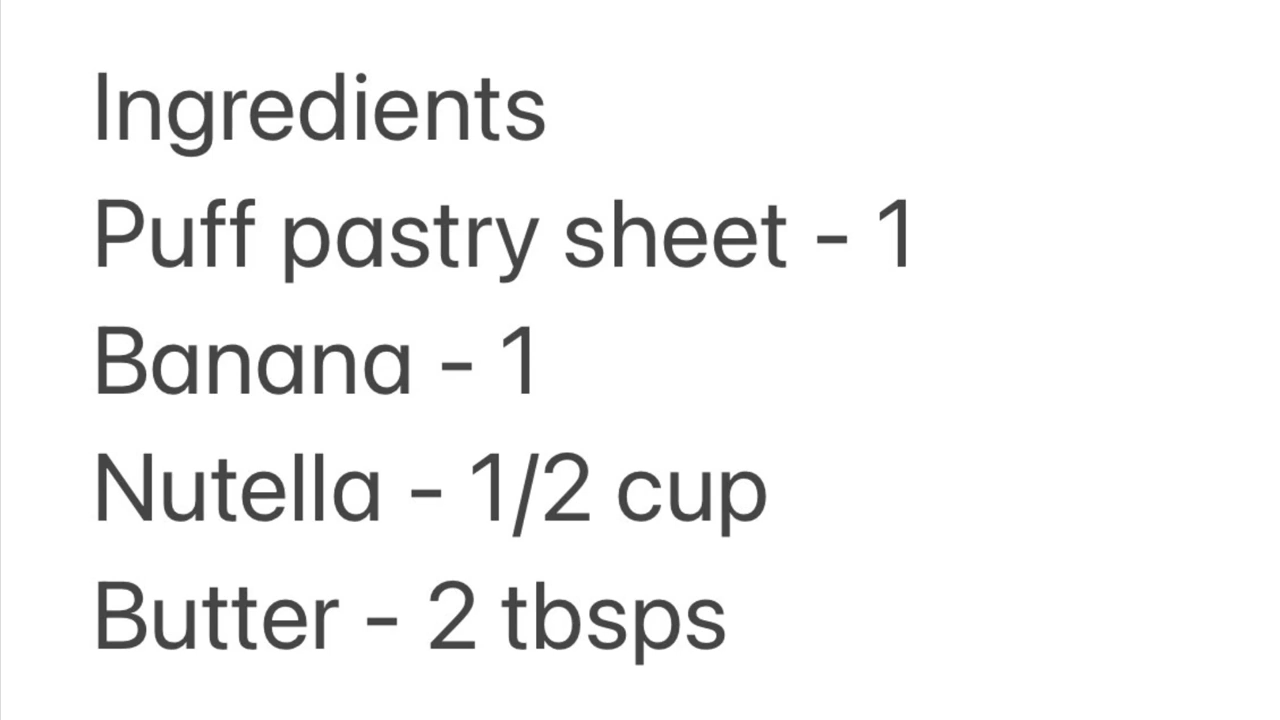 Ingredients
Puff pastry sheet - 1
Banana - 1
Nutella - 1/2 cup
Butter - 2 tbsps